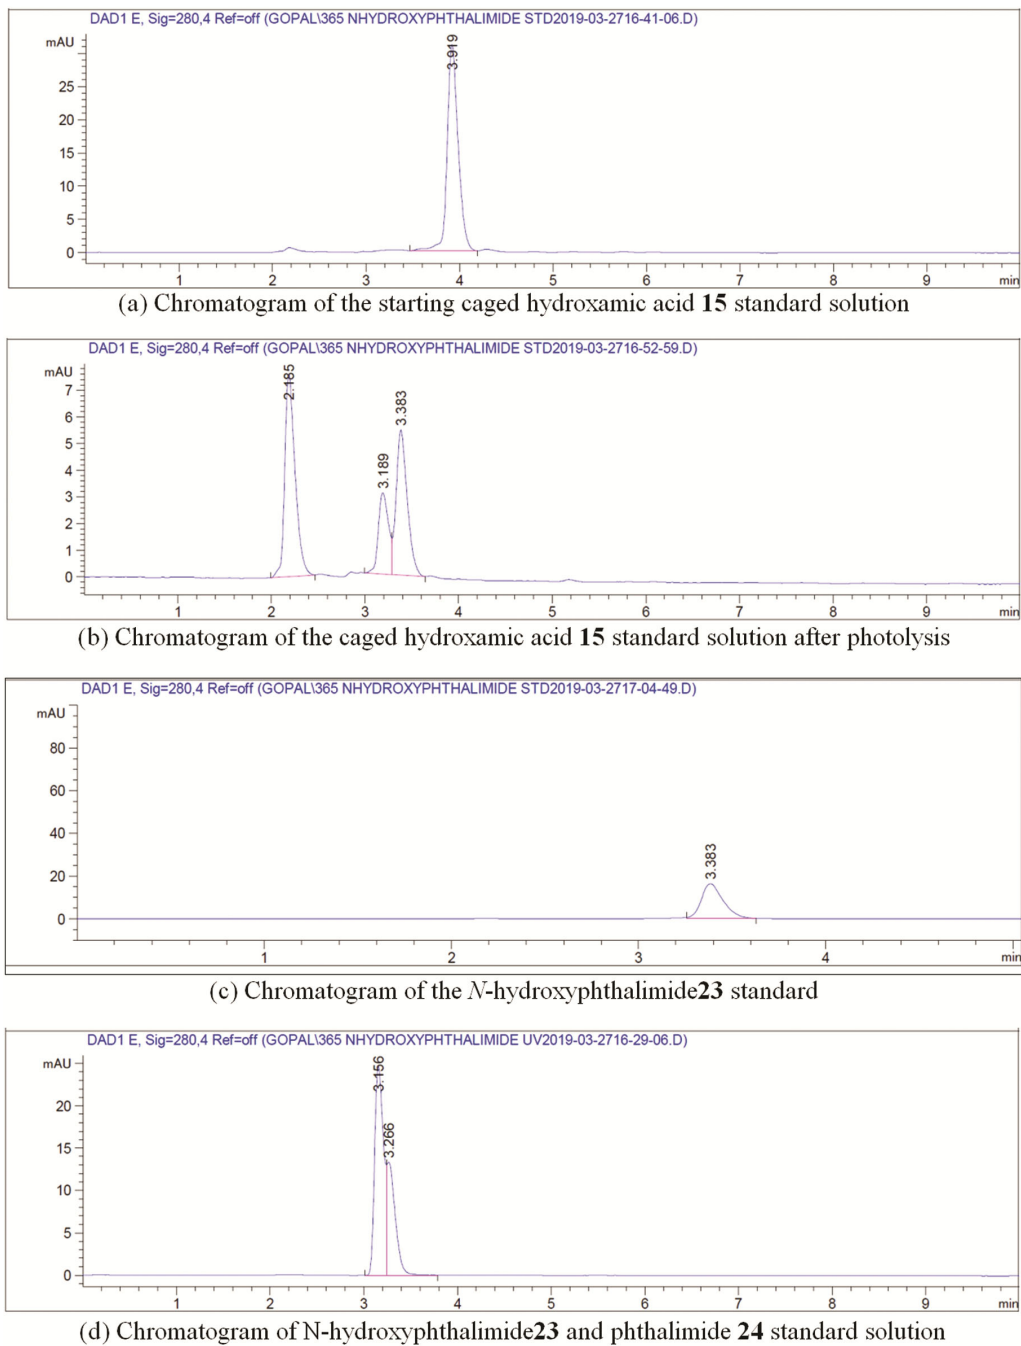 DAD1 E, Sig=280,4 Ref=off (GOPAL\365 NHYDROXYPHTHALIMIDE STD2019-03-2716-41-06.D)
mAU
3.919
25
20
15
10
5
0
1 2 3 4 5 6 7 8 9 min
(a) Chromatogram of the starting caged hydroxamic acid 15 standard solution
DAD1 E, Sig=280,4 Ref=off (GOPAL\365 NHYDROXYPHTHALIMIDE STD2019-03-2716-52-59.D)
mAU
2.185
3.189
3.383
7
6
5
4
3
2
1
0
1 2 3 4 5 6 7 8 9 min
(b) Chromatogram of the caged hydroxamic acid 15 standard solution after photolysis
DAD1 E, Sig=280,4 Ref=off (GOPAL\365 NHYDROXYPHTHALIMIDE STD2019-03-2717-04-49.D)
mAU
80
60
40
3.383
20
0
1 2 3 4 min
(c) Chromatogram of the N-hydroxyphthalimide23 standard
DAD1 E, Sig=280,4 Ref=off (GOPAL\365 NHYDROXYPHTHALIMIDE UV2019-03-2716-29-06.D)
mAU
3.156
3.266
20
15
10
5
0
1 2 3 4 5 6 7 8 9 min
(d) Chromatogram of N-hydroxyphthalimide23 and phthalimide 24 standard solution